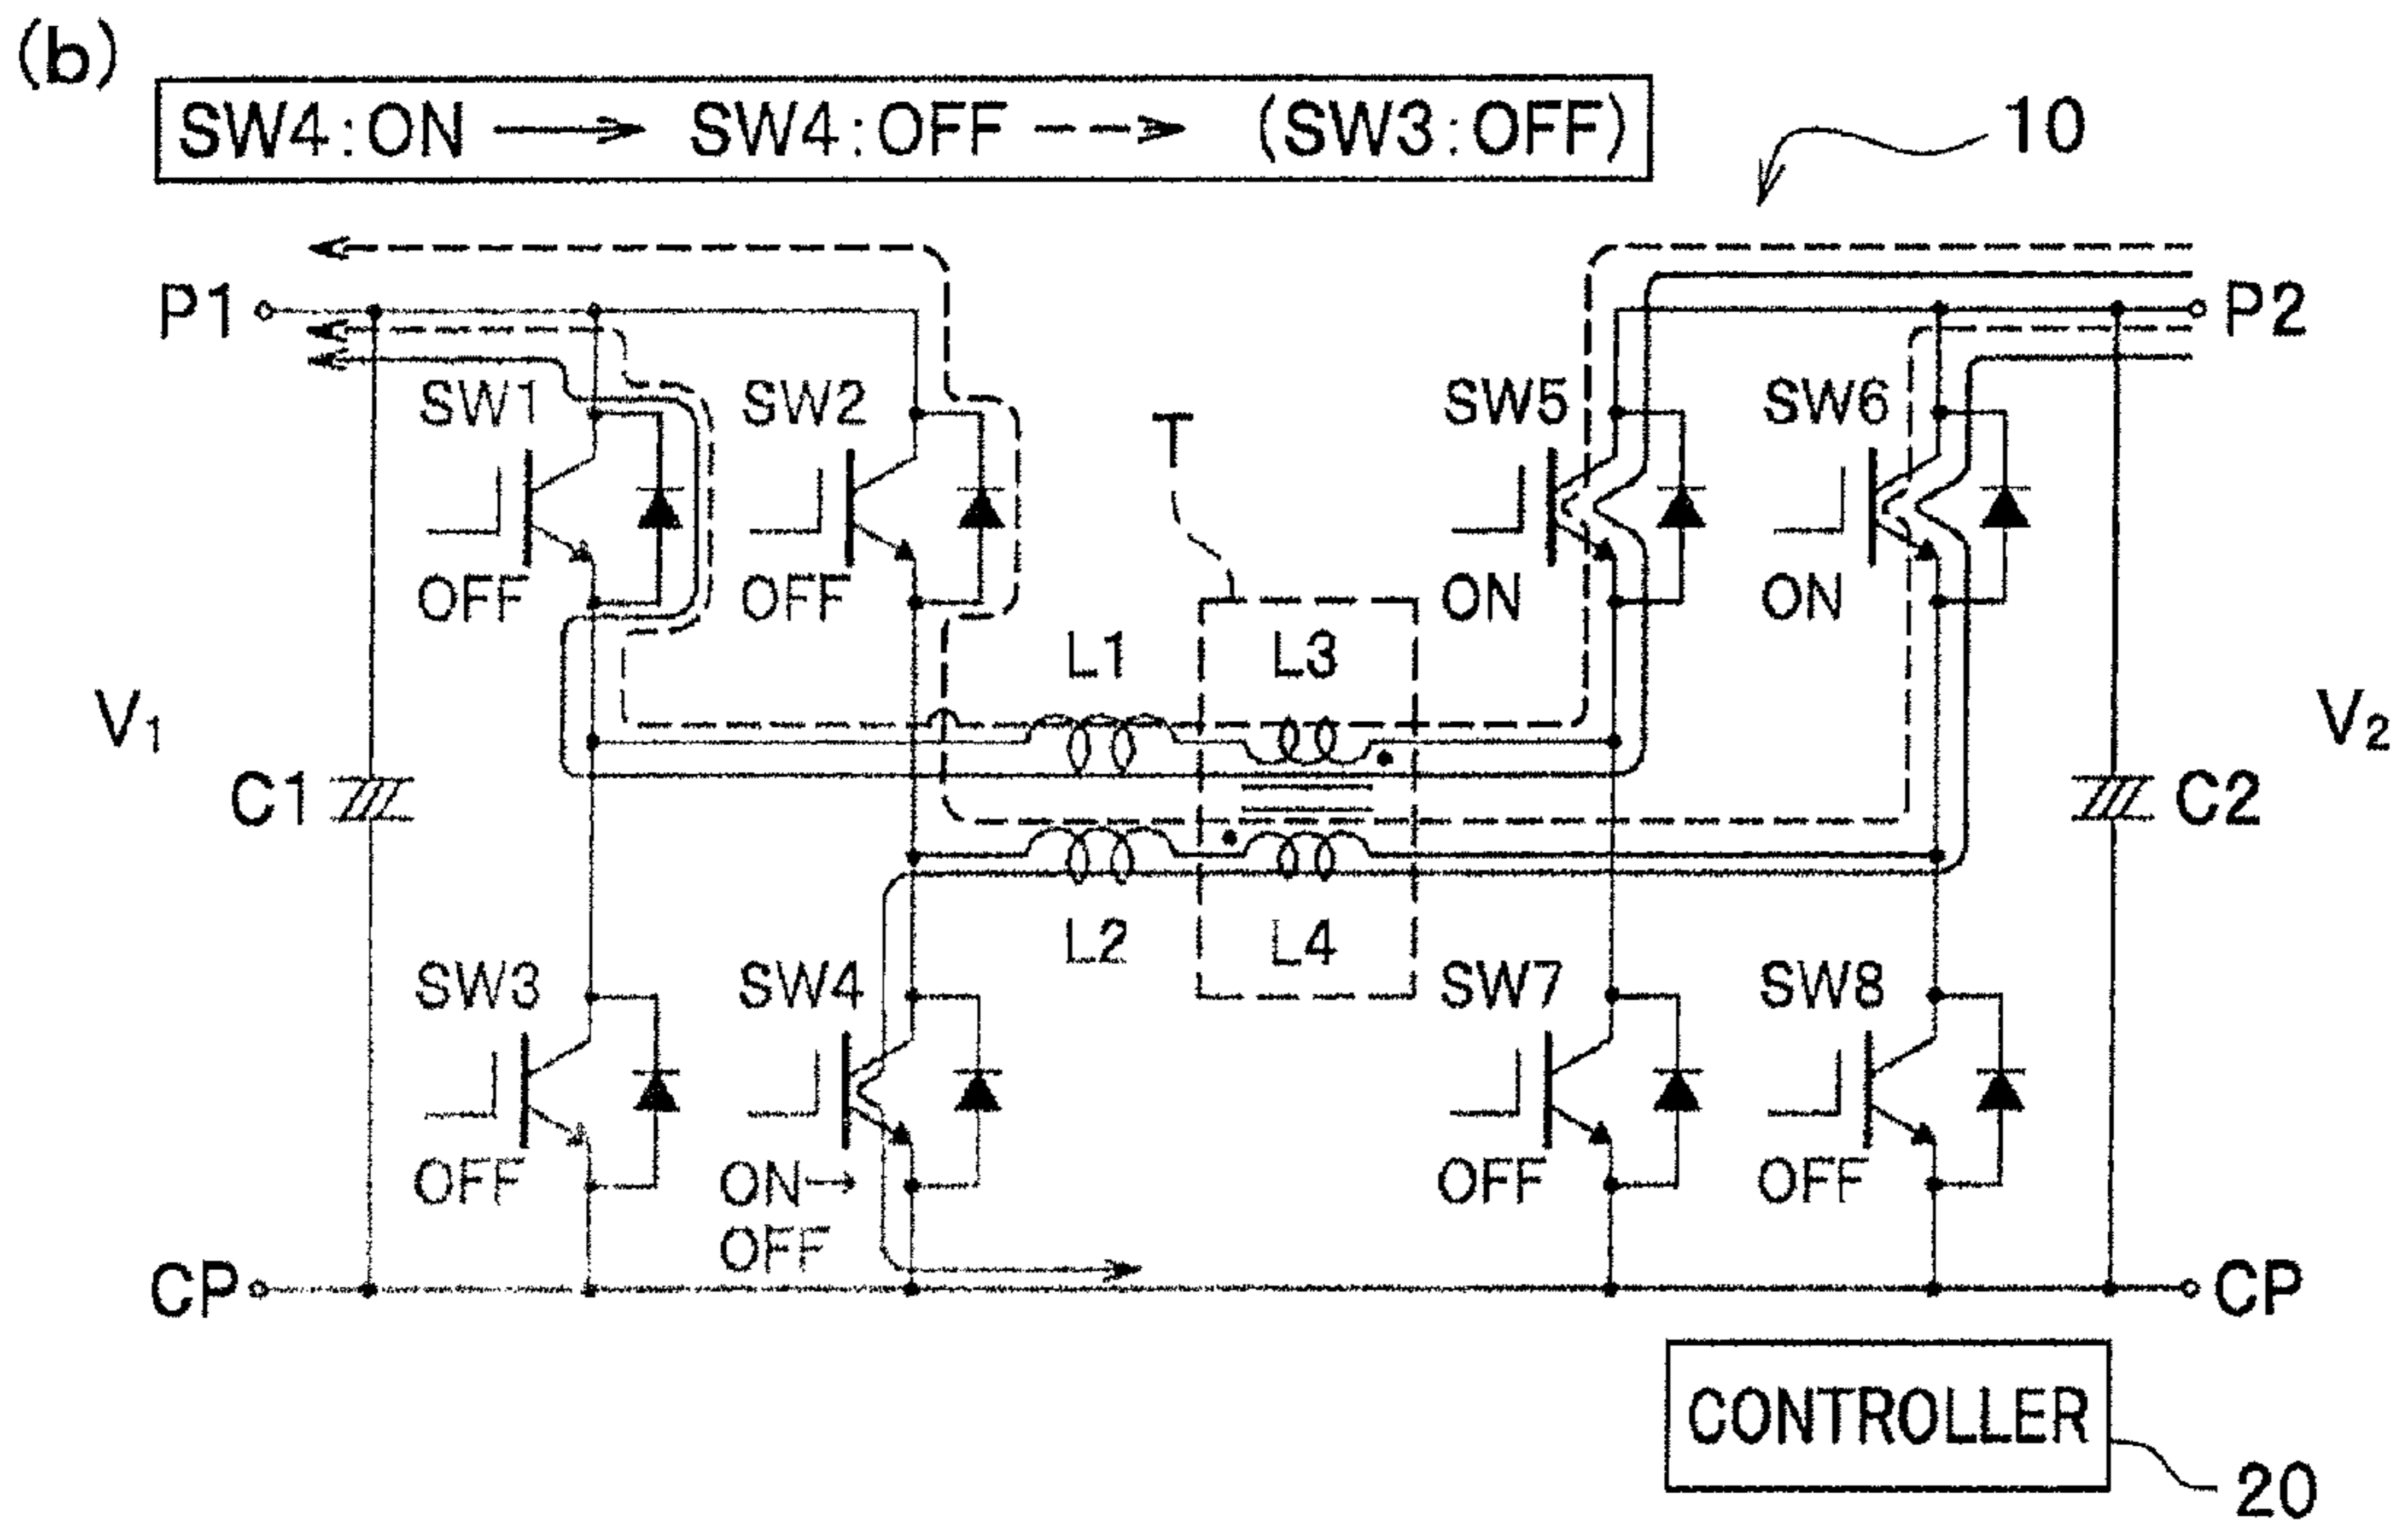 (b)
SW4:ON → SW4:OFF --> (SW3:OFF)
10
P1
P2
SW1
SW2
SW5
SW6
T
OFF
OFF
ON
ON
L1
L3
V1
V2
C1
C2
L2
L4
SW3
SW4
SW7
SW8
OFF
ON→
OFF
OFF
OFF
CP
CP
CONTROLLER
20